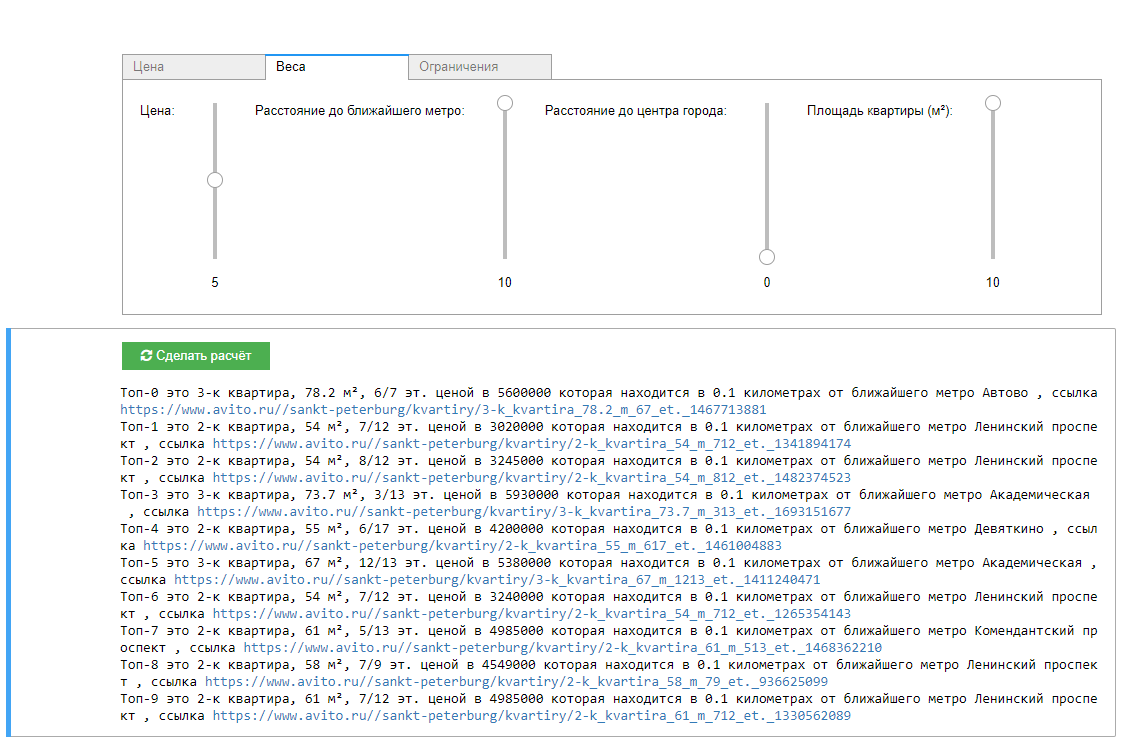 Цена
Веса
Ограничения
Цена:
Расстояние до ближайшего метро:
Расстояние до центра города:
Площадь квартиры (м²):
5
10
0
10
Сделать расчёт
Топ-0 это 3-к квартира, 78.2 м², 6/7 эт. ценой в 5600000 которая находится в 0.1 километрах от ближайшего метро Автово , ссылка
https://www.avito.ru//sankt-peterburg/kvartiry/3-k_kvartira_78.2_m_67_et._1467713881
Топ-1 это 2-к квартира, 54 м², 7/12 эт. ценой в 3020000 которая находится в 0.1 километрах от ближайшего метро Ленинский проспе
кт , ссылка https://www.avito.ru//sankt-peterburg/kvartiry/2-k_kvartira_54_m_712_et._1341894174
Топ-2 это 2-к квартира, 54 м², 8/12 эт. ценой в 3245000 которая находится в 0.1 километрах от ближайшего метро Ленинский проспе
кт , ссылка https://www.avito.ru//sankt-peterburg/kvartiry/2-k_kvartira_54_m_812_et._1482374523
Топ-3 это 3-к квартира, 73.7 м², 3/13 эт. ценой в 5930000 которая находится в 0.1 километрах от ближайшего метро Академическая
, ссылка https://www.avito.ru//sankt-peterburg/kvartiry/3-k_kvartira_73.7_m_313_et._1693151677
Топ-4 это 2-к квартира, 55 м², 6/17 эт. ценой в 4200000 которая находится в 0.1 километрах от ближайшего метро Девяткино , ссыл
ка https://www.avito.ru//sankt-peterburg/kvartiry/2-k_kvartira_55_m_617_et._1461004883
Топ-5 это 3-к квартира, 67 м², 12/13 эт. ценой в 5380000 которая находится в 0.1 километрах от ближайшего метро Академическая ,
ссылка https://www.avito.ru//sankt-peterburg/kvartiry/3-k_kvartira_67_m_1213_et._1411240471
Топ-6 это 2-к квартира, 54 м², 7/12 эт. ценой в 3240000 которая находится в 0.1 километрах от ближайшего метро Ленинский проспе
кт , ссылка https://www.avito.ru//sankt-peterburg/kvartiry/2-k_kvartira_54_m_712_et._1265354143
Топ-7 это 2-к квартира, 61 м², 5/13 эт. ценой в 4985000 которая находится в 0.1 километрах от ближайшего метро Комендантский пр
оспект , ссылка https://www.avito.ru//sankt-peterburg/kvartiry/2-k_kvartira_61_m_513_et._1468362210
Топ-8 это 2-к квартира, 58 м², 7/9 эт. ценой в 4549000 которая находится в 0.1 километрах от ближайшего метро Ленинский проспек
т , ссылка https://www.avito.ru//sankt-peterburg/kvartiry/2-k_kvartira_58_m_79_et._936625099
Топ-9 это 2-к квартира, 61 м², 7/12 эт. ценой в 4985000 которая находится в 0.1 километрах от ближайшего метро Ленинский проспе
кт , ссылка https://www.avito.ru//sankt-peterburg/kvartiry/2-k_kvartira_61_m_712_et._1330562089